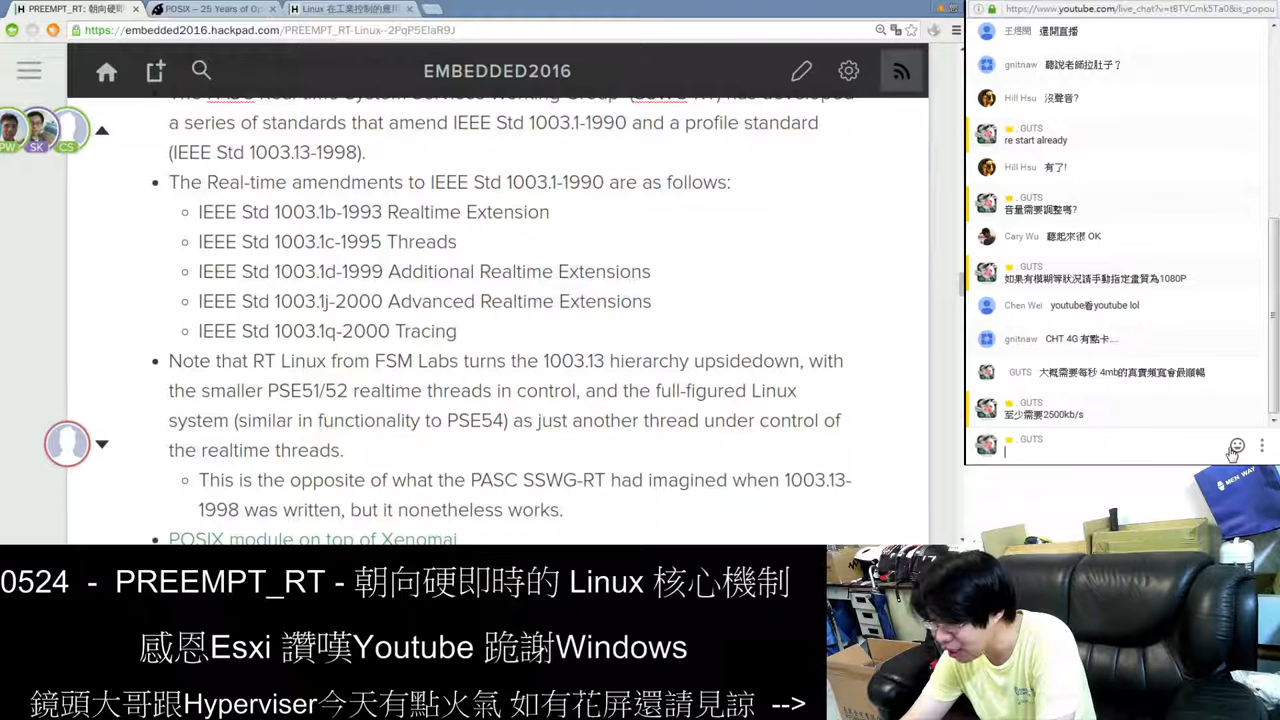 PREEMPT_RT: 朝向硬即
POSIX – 25 Years of O
Linux 在工業控制的應用
https://embedded2016.hackpad.com/PREEMPT_RT-Linux--2PqP5ElaR9J
EMBEDDED2016
a series of standards that amend IEEE Std 1003.1-1990 and a profile standard
(IEEE Std 1003.13-1998).
The Real-time amendments to IEEE Std 1003.1-1990 are as follows:
IEEE Std 1003.1b-1993 Realtime Extension
IEEE Std 1003.1c-1995 Threads
IEEE Std 1003.1d-1999 Additional Realtime Extensions
IEEE Std 1003.1j-2000 Advanced Realtime Extensions
IEEE Std 1003.1q-2000 Tracing
Note that RT Linux from FSM Labs turns the 1003.13 hierarchy upsidedown, with
the smaller PSE51/52 realtime threads in control, and the full-figured Linux
system (similar in functionality to PSE54) as just another thread under control of
the realtime threads.
This is the opposite of what the PASC SSWG-RT had imagined when 1003.13-
1998 was written, but it nonetheless works.
POSIX module on top of Xenomai
PW
SK
CS
https://www.youtube.com/live_chat?v=t8TVCmk5Ta0&is_popou
王煜閔 還開直播
gnitnaw 聽說老師拉肚子?
Hill Hsu 沒聲音?
. GUTS
re start already
Hill Hsu 有了!
. GUTS
音量需要調整嗎?
Cary Wu 聽起來很 OK
. GUTS
如果有模糊等狀況請手動指定畫質為1080P
Chen Wei youtube看youtube lol
gnitnaw CHT 4G 有點卡....
GUTS 大概需要每秒 4mb的真實頻寬會最順暢
. GUTS
至少需要2500kb/s
. GUTS
MEN WAY
0524 - PREEMPT_RT - 朝向硬即時的 Linux 核心機制
感恩Esxi 讚嘆Youtube 跪謝Windows
鏡頭大哥跟Hyperviser今天有點火氣 如有花屏還請見諒 -->